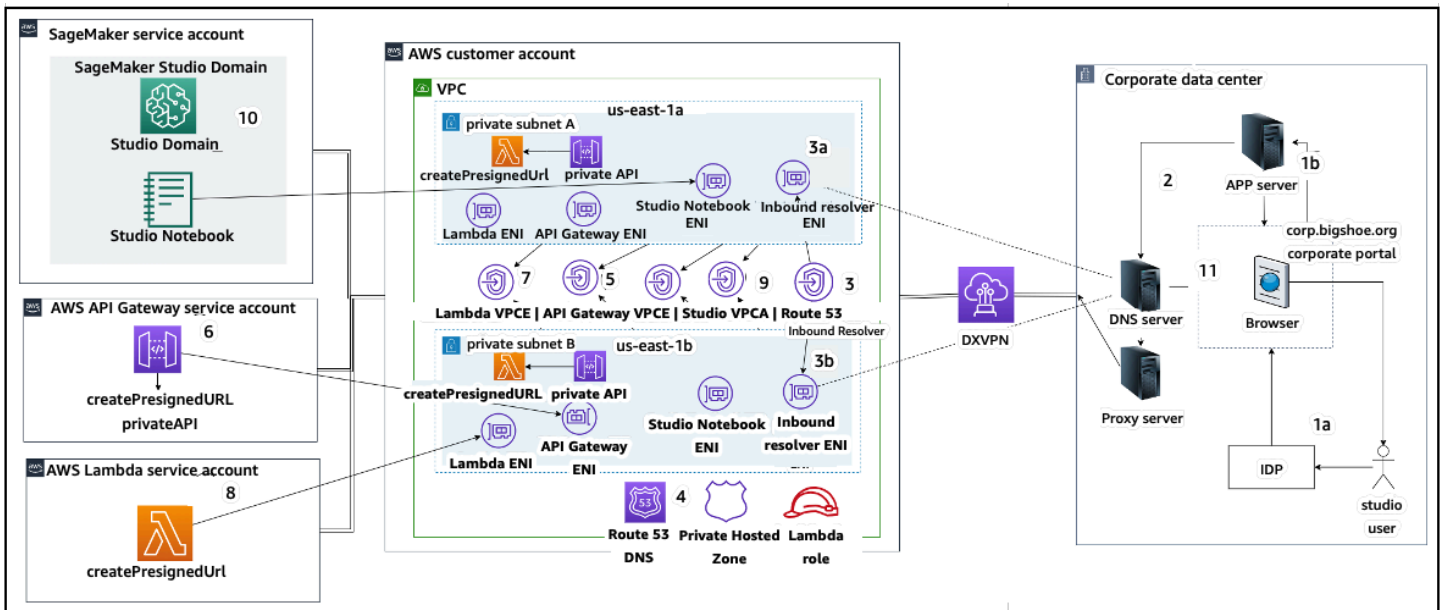 aws
SageMaker service account
SageMaker Studio Domain
10
Studio Domain
Studio Notebook
aws
AWS API Gateway service account
6
createPresignedURL
privateAPI
aws
AWS Lambda service account
8
createPresignedUrl
aws
AWS customer account
VPC
us-east-1a
private subnet A
createPresignedUrl
private API
3a
Lambda ENI
API Gateway ENI
Studio Notebook
ENI
Inbound resolver
ENI
7
5
9
3
Lambda VPCE | API Gateway VPCE | Studio VPCA | Route 53
Inbound Resolver
private subnet B
us-east-1b
createPresignedURL
private API
3b
Lambda ENI
API Gateway
ENI
Studio Notebook
ENI
Inbound
resolver ENI
53
4
Route 53
DNS
Private Hosted
Zone
Lambda
role
DXVPN
Corporate data center
APP server
1b
2
corp.bigshoe.org
corporate portal
11
DNS server
Browser
Proxy server
1a
IDP
studio
user